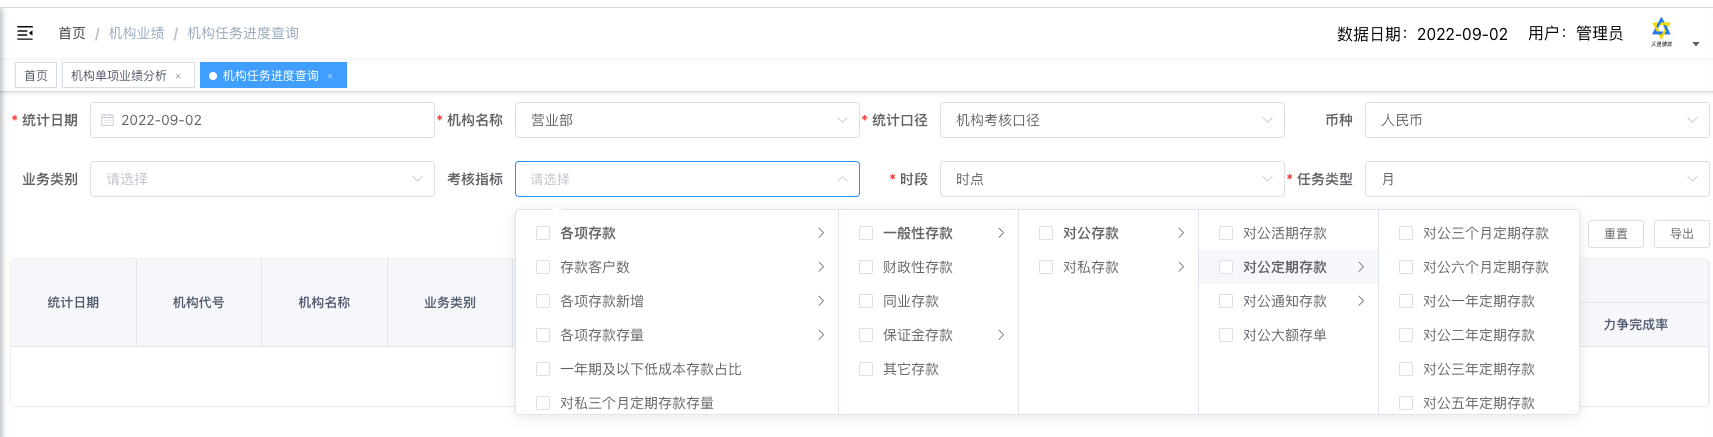 首页 / 机构业绩 / 机构任务进度查询
数据日期：2022-09-02 用户：管理员
天星绩效
首页 机构单项业绩分析 × 机构任务进度查询 ×
* 统计日期 2022-09-02 * 机构名称 营业部 * 统计口径 机构考核口径 币种 人民币
业务类别 请选择 考核指标 请选择 * 时段 时点 * 任务类型 月
各项存款 一般性存款 对公存款 对公活期存款 对公三个月定期存款 重置 导出
存款客户数 财政性存款 对私存款 对公定期存款 对公六个月定期存款
统计日期 机构代号 机构名称 业务类别 各项存款新增 同业存款 对公通知存款 对公一年定期存款
各项存款存量 保证金存款 对公大额存单 对公二年定期存款 力争完成率
一年期及以下低成本存款占比 其它存款 对公三年定期存款
对私三个月定期存款存量 对公五年定期存款